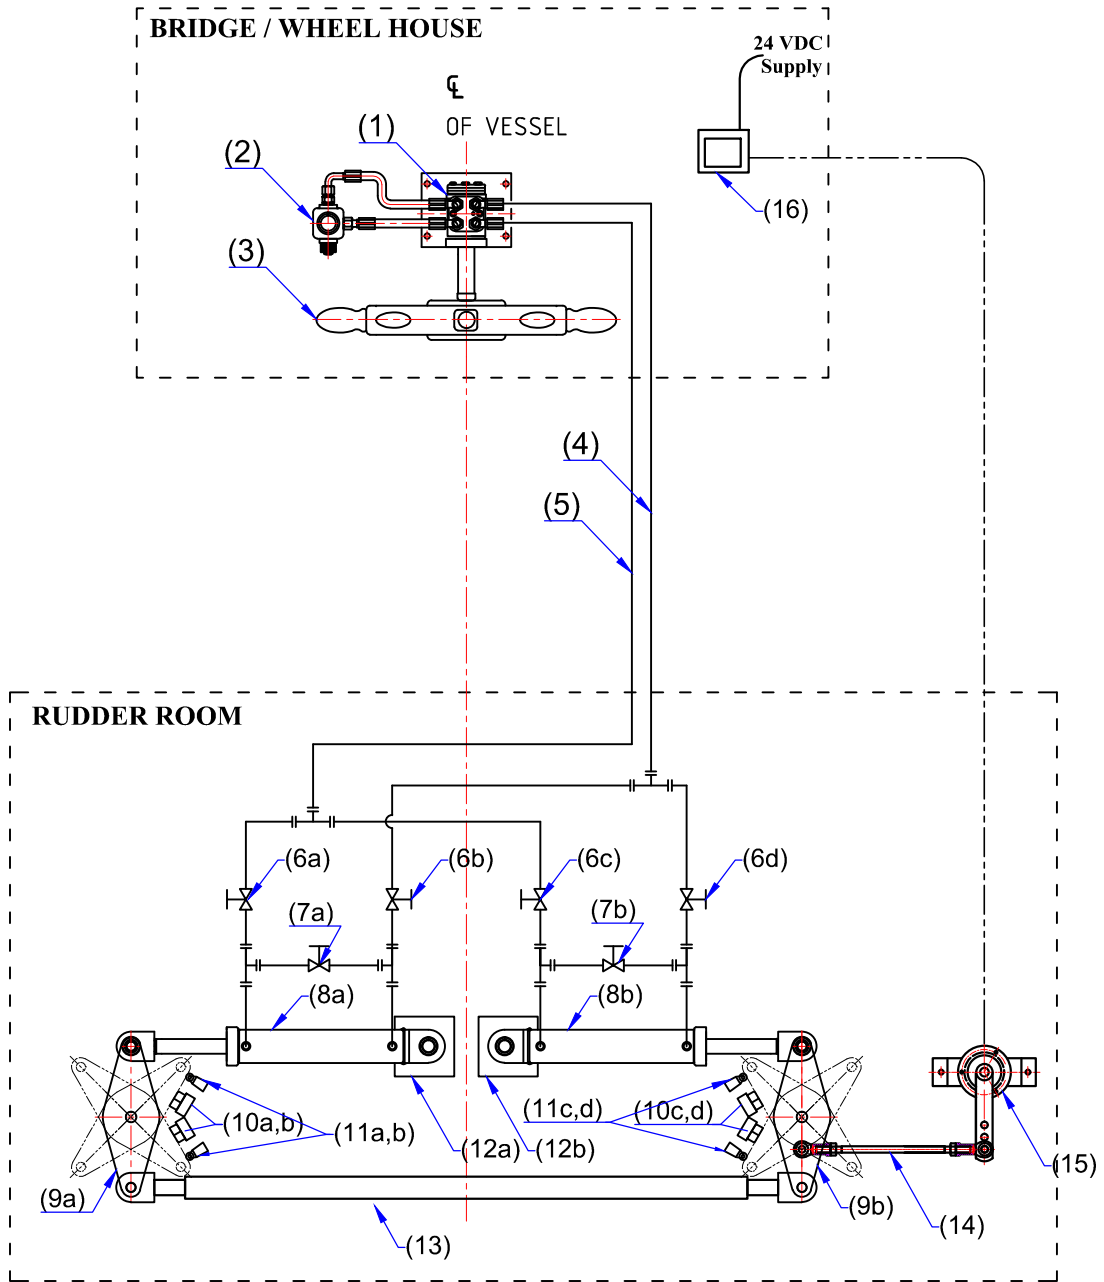 BRIDGE / WHEEL HOUSE
24 VDC
Supply
℄
OF VESSEL
(1)
(2)
(16)
(3)
(4)
(5)
RUDDER ROOM
(6a)
(6b)
(6c)
(6d)
(7a)
(7b)
(8a)
(8b)
(10a,b)
(11a,b)
(11c,d)
(10c,d)
(12a)
(12b)
(15)
(9a)
(9b)
(14)
(13)